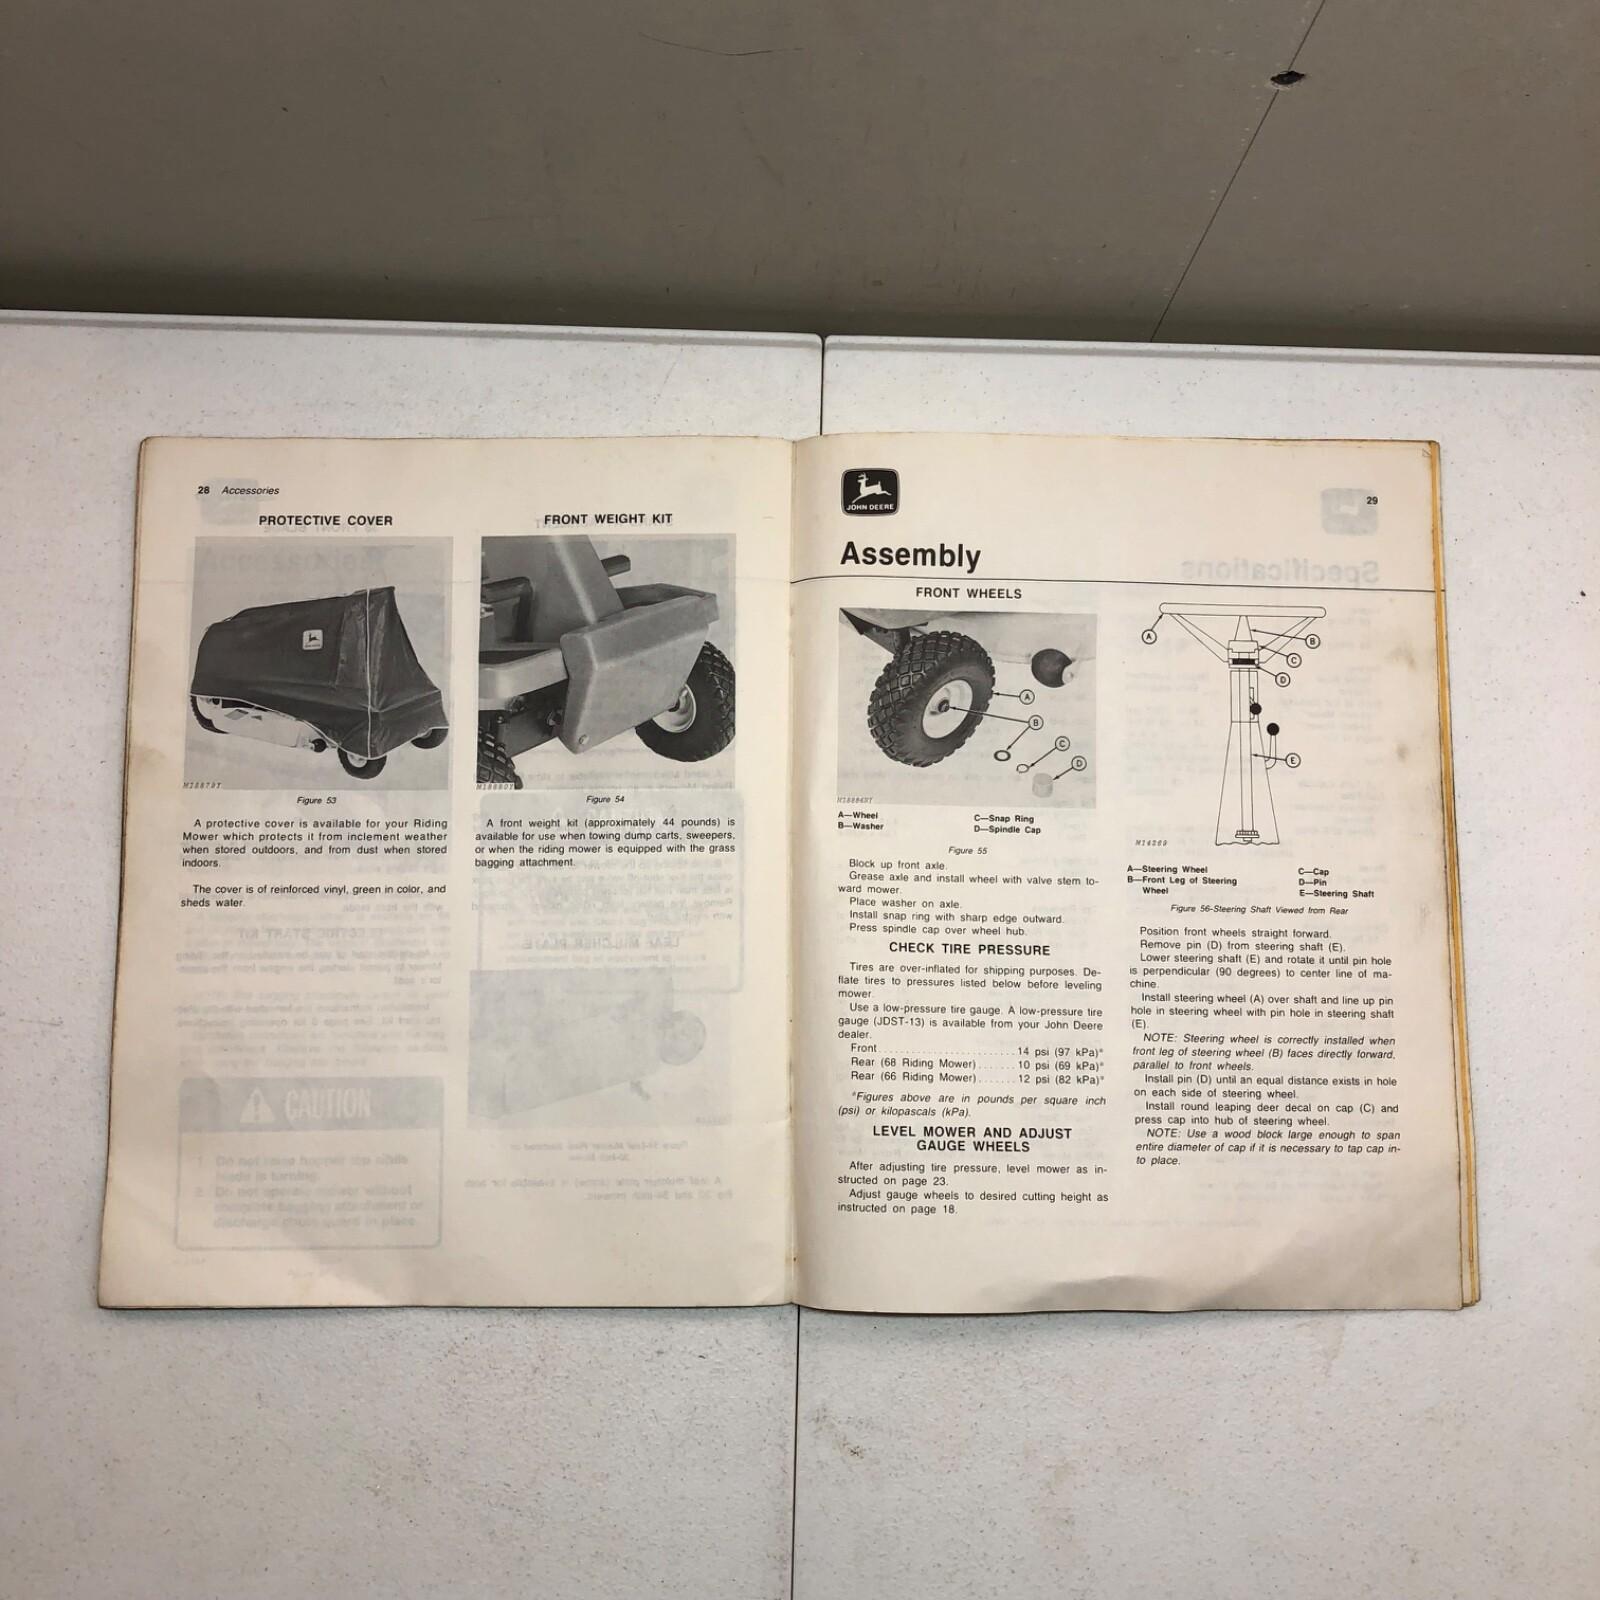 28 Accessories
PROTECTIVE COVER
M18879Y
Figure 53
A protective cover is available for your Riding
Mower which protects it from inclement weather
when stored outdoors, and from dust when stored
indoors.
The cover is of reinforced vinyl, green in color, and
sheds water.
FRONT WEIGHT KIT
M18880Y
Figure 54
A front weight kit (approximately 44 pounds) is
available for use when towing dump carts, sweepers,
or when the riding mower is equipped with the grass
bagging attachment.
JOHN DEERE
29
Assembly
FRONT WHEELS
A
B
C
D
A—Wheel
B—Washer
C—Snap Ring
D—Spindle Cap
Figure 55
Block up front axle.
Grease axle and install wheel with valve stem to-
ward mower.
Place washer on axle.
Install snap ring with sharp edge outward.
Press spindle cap over wheel hub.
CHECK TIRE PRESSURE
Tires are over-inflated for shipping purposes. De-
flate tires to pressures listed below before leveling
mower.
Use a low-pressure tire gauge. A low-pressure tire
gauge (JDST-13) is available from your John Deere
dealer.
Front......................... 14 psi (97 kPa)*
Rear (68 Riding Mower)....... 10 psi (69 kPa)*
Rear (66 Riding Mower)....... 12 psi (82 kPa)*
*Figures above are in pounds per square inch
(psi) or kilopascals (kPa).
LEVEL MOWER AND ADJUST
GAUGE WHEELS
After adjusting tire pressure, level mower as in-
structed on page 23.
Adjust gauge wheels to desired cutting height as
instructed on page 18.
A
B
C
D
E
M14269
A—Steering Wheel
B—Front Leg of Steering
Wheel
C—Cap
D—Pin
E—Steering Shaft
Figure 56-Steering Shaft Viewed from Rear
Position front wheels straight forward.
Remove pin (D) from steering shaft (E).
Lower steering shaft (E) and rotate it until pin hole
is perpendicular (90 degrees) to center line of ma-
chine.
Install steering wheel (A) over shaft and line up pin
hole in steering wheel with pin hole in steering shaft
(E).
NOTE: Steering wheel is correctly installed when
front leg of steering wheel (B) faces directly forward,
parallel to front wheels.
Install pin (D) until an equal distance exists in hole
on each side of steering wheel.
Install round leaping deer decal on cap (C) and
press cap into hub of steering wheel.
NOTE: Use a wood block large enough to span
entire diameter of cap if it is necessary to tap cap in-
to place.